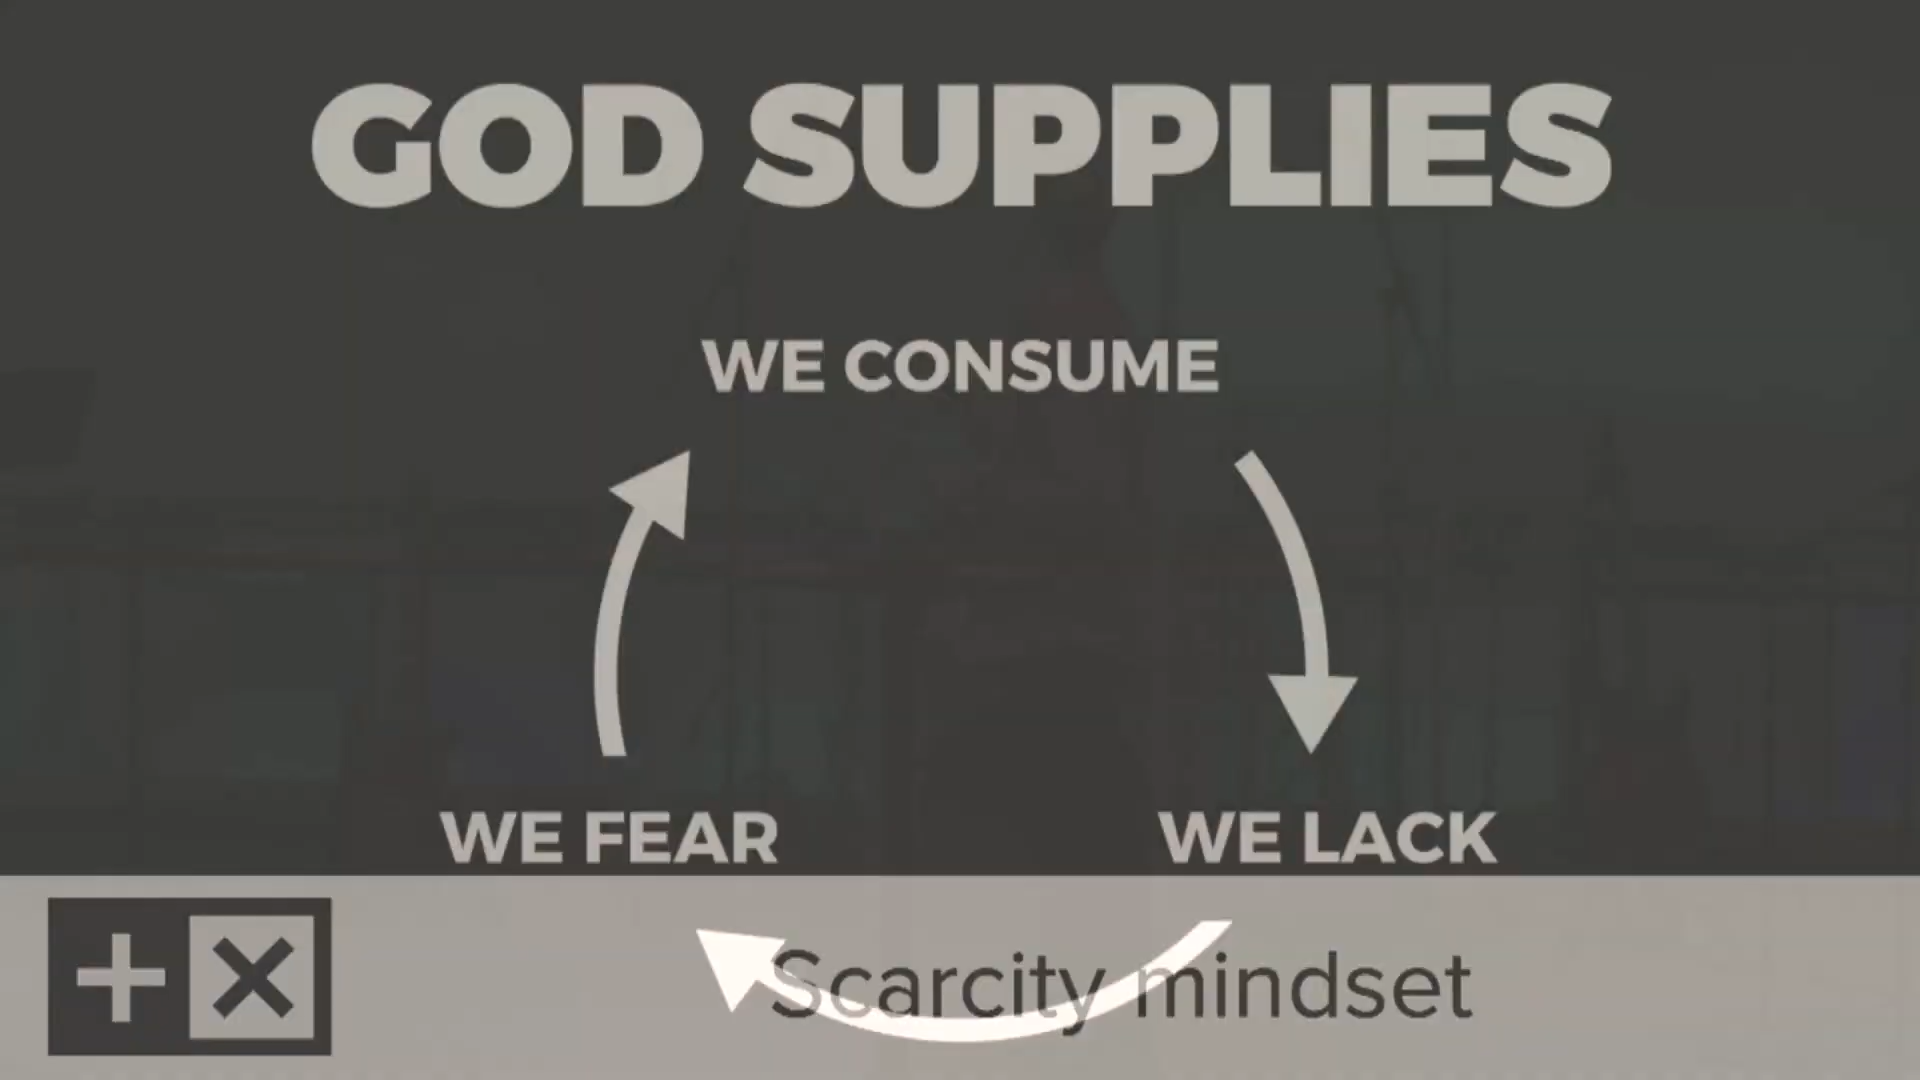 GOD SUPPLIES
WE CONSUME
WE FEAR
WE LACK
Scarcity mindset